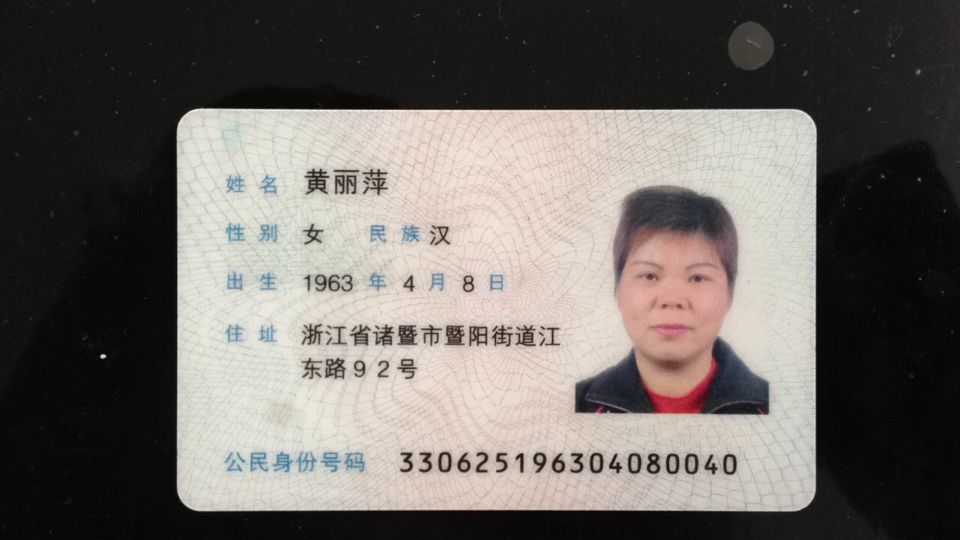 姓名 黄丽萍
性别 女 民族 汉
出生 1963 年 4 月 8 日
住址 浙江省诸暨市暨阳街道江
东路92号
公民身份号码 330625196304080040